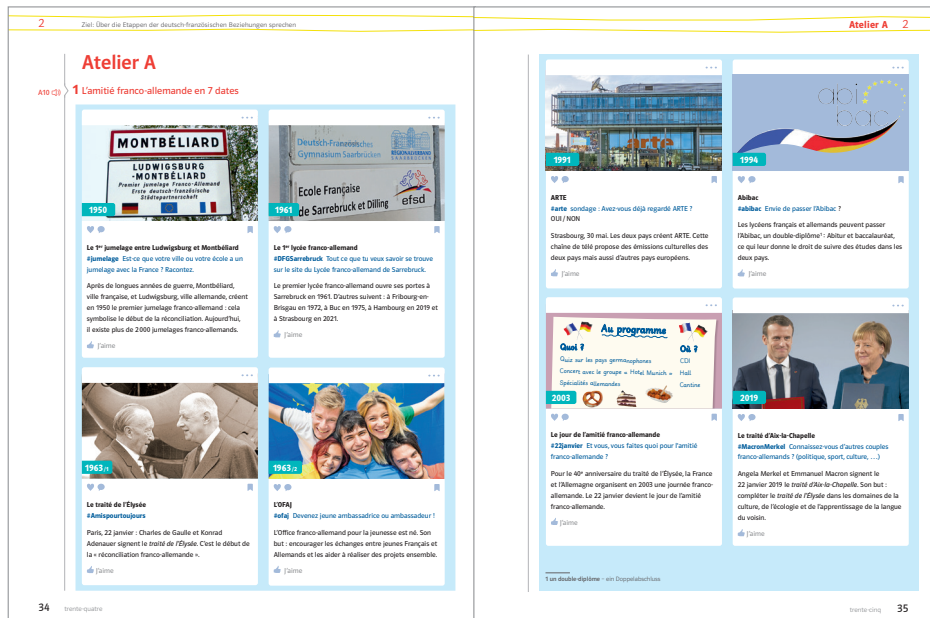 2
Ziel: Über die Etappen der deutsch-französischen Beziehungen sprechen
Atelier A
A10
1 L'amitié franco-allemande en 7 dates
MONTBÉLIARD
LUDWIGSBURG
-MONTBÉLIARD
Premier jumelage Franco-Allemand
Erste deutsch-französische
Städtepartnerschaft
1950
Le 1er jumelage entre Ludwigsburg et Montbéliard
#jumelage Est-ce que votre ville ou votre école a un
jumelage avec la France ? Racontez.
Après de longues années de guerre, Montbéliard,
ville française, et Ludwigsburg, ville allemande, créent
en 1950 le premier jumelage franco-allemand : cela
symbolise le début de la réconciliation. Aujourd'hui,
il existe plus de 2000 jumelages franco-allemands.
J'aime
Deutsch-Französisches
Gymnasium Saarbrücken
REGIONALVERBAND
SAARBRÜCKEN
Ecole Française
de Sarrebruck et Dilling
efsd
1961
Le 1er lycée franco-allemand
#DFGSarrebruck Tout ce que tu veux savoir se trouve
sur le site du Lycée franco-allemand de Sarrebruck.
Le premier lycée franco-allemand ouvre ses portes à
Sarrebruck en 1961. D'autres suivent : à Fribourg-en-
Brisgau en 1972, à Buc en 1975, à Hambourg en 2019 et
à Strasbourg en 2021.
J'aime
1963/1
Le traité de l'Élysée
#Amispourtoujours
Paris, 22 janvier : Charles de Gaulle et Konrad
Adenauer signent le traité de l'Élysée. C'est le début de
la « réconciliation franco-allemande ».
J'aime
1963/2
L'OFAJ
#ofaj Devenez jeune ambassadrice ou ambassadeur !
L'Office franco-allemand pour la jeunesse est né. Son
but : encourager les échanges entre jeunes Français et
Allemands et les aider à réaliser des projets ensemble.
J'aime
34 trente-quatre
Atelier A 2
arte
1991
ARTE
#arte sondage : Avez-vous déjà regardé ARTE ?
OUI / NON
Strasbourg, 30 mai. Les deux pays créent ARTE. Cette
chaîne de télé propose des émissions culturelles des
deux pays mais aussi d'autres pays européens.
J'aime
abi
bac
1994
Abibac
#abibac Envie de passer l'Abibac ?
Les lycéens français et allemands peuvent passer
l'Abibac, un double-diplôme1 : Abitur et baccalauréat,
ce qui leur donne le droit de suivre des études dans les
deux pays.
J'aime
Au programme
Quoi ? Où ?
Quiz sur les pays germanophones CDI
Concert avec le groupe « Hotel Munich » Hall
Spécialités allemandes Cantine
2003
Le jour de l'amitié franco-allemande
#22janvier Et vous, vous faites quoi pour l'amitié
franco-allemande ?
Pour le 40e anniversaire du traité de l'Élysée, la France
et l'Allemagne organisent en 2003 une journée franco-
allemande. Le 22 janvier devient le jour de l'amitié
franco-allemande.
J'aime
2019
Le traité d'Aix-la-Chapelle
#MacronMerkel Connaissez-vous d'autres couples
franco-allemands ? (politique, sport, culture, ...)
Angela Merkel et Emmanuel Macron signent le
22 janvier 2019 le traité d'Aix-la-Chapelle. Son but :
compléter le traité de l'Élysée dans les domaines de la
culture, de l'écologie et de l'apprentissage de la langue
du voisin.
J'aime
1 un double-diplôme - ein Doppelabschluss
trente-cinq 35